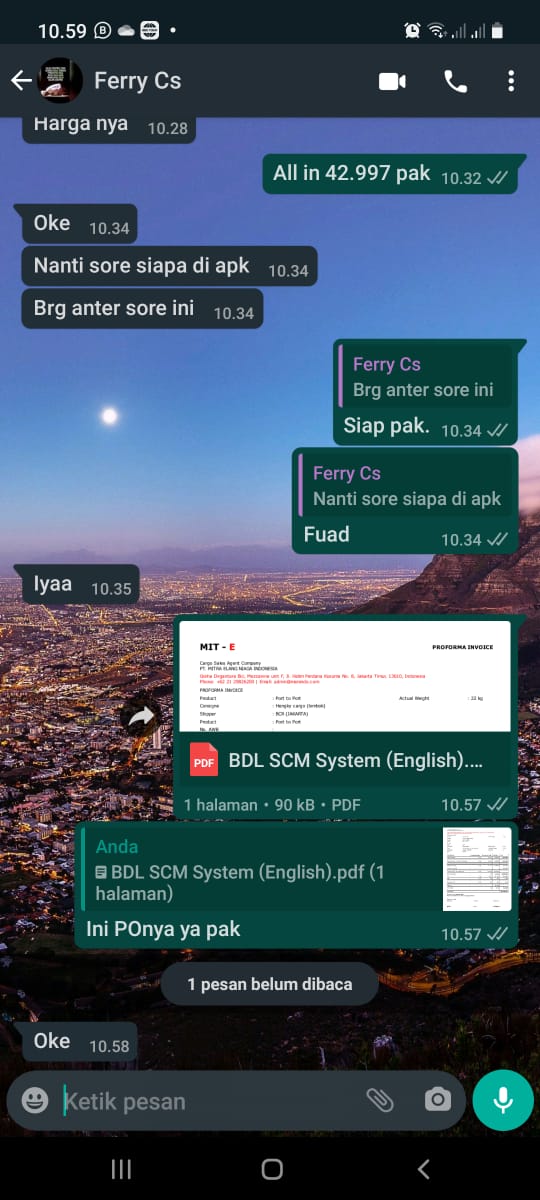 10.59
Ferry Cs
Harga nya 10.28
All in 42.997 pak 10.32
Oke 10.34
Nanti sore siapa di apk 10.34
Brg anter sore ini 10.34
Ferry Cs
Brg anter sore ini
Siap pak. 10.34
Ferry Cs
Nanti sore siapa di apk
Fuad 10.34
Iyaa 10.35
MIT - E
PROFORMA INVOICE
Cargo Sales Agent Company
PT. MITRA ELANG NIAGA INDONESIA
PROFORMA INVOICE
Product : Port to Port Actual Weight : 22 kg
Consigne : Hengky cargo (lombok)
Shipper : BCR (JAKARTA)
Product : Port to Port
No. AWB :
PDF BDL SCM System (English)....
1 halaman • 90 kB • PDF 10.57
Anda
BDL SCM System (English).pdf (1
halaman)
Ini POnya ya pak 10.57
1 pesan belum dibaca
Oke 10.58
Ketik pesan